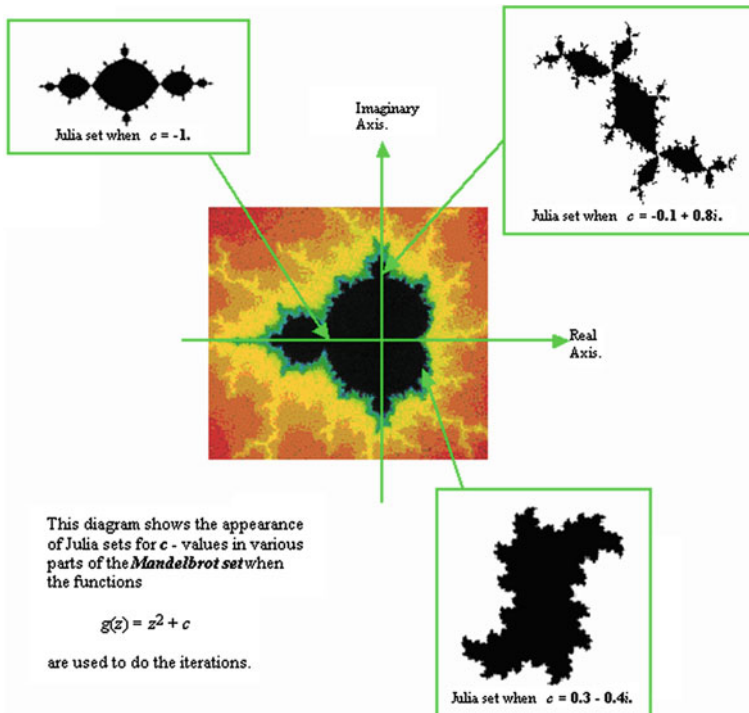 Julia set when c = -1.
Imaginary
Axis.
Julia set when c = -0.1 + 0.8i.
Real
Axis.
This diagram shows the appearance
of Julia sets for c - values in various
parts of the Mandelbrot set when
the functions
g(z) = z² + c
are used to do the iterations.
Julia set when c = 0.3 - 0.4i.